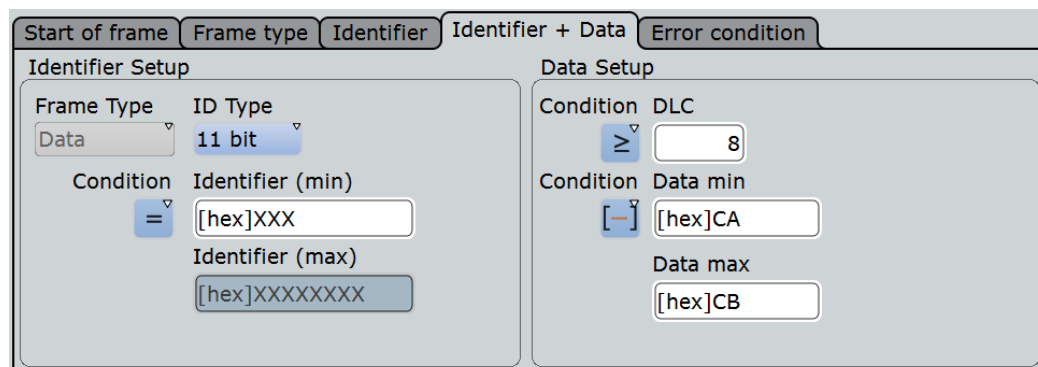 Start of frame Frame type Identifier Identifier + Data Error condition
Identifier Setup
Frame Type ID Type
Data 11 bit
Condition Identifier (min)
= [hex]XXX
Identifier (max)
[hex]XXXXXXXX
Data Setup
Condition DLC
≥ 8
Condition Data min
[–] [hex]CA
Data max
[hex]CB